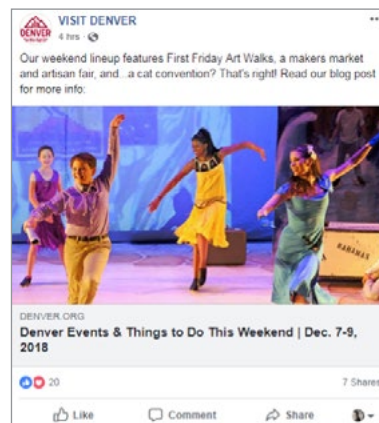 VISIT DENVER
DENVER
4 hrs ·
Our weekend lineup features First Friday Art Walks, a makers market
and artisan fair, and...a cat convention? That's right! Read our blog post
for more info:
BAHAMAS
DENVER.ORG
Denver Events & Things to Do This Weekend | Dec. 7-9,
2018
20
7 Shares
Like
Comment
Share